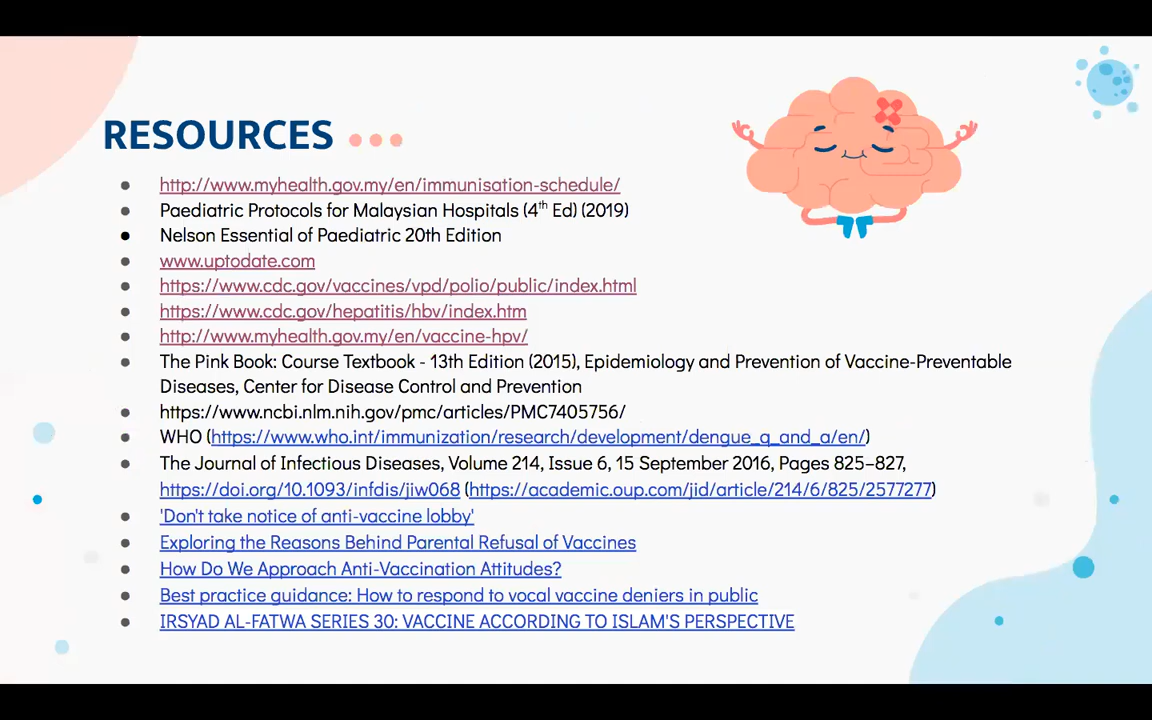 RESOURCES
http://www.myhealth.gov.my/en/immunisation-schedule/
Paediatric Protocols for Malaysian Hospitals (4th Ed) (2019)
Nelson Essential of Paediatric 20th Edition
www.uptodate.com
https://www.cdc.gov/vaccines/vpd/polio/public/index.html
https://www.cdc.gov/hepatitis/hbv/index.htm
http://www.myhealth.gov.my/en/vaccine-hpv/
The Pink Book: Course Textbook - 13th Edition (2015), Epidemiology and Prevention of Vaccine-Preventable
Diseases, Center for Disease Control and Prevention
https://www.ncbi.nlm.nih.gov/pmc/articles/PMC7405756/
WHO (https://www.who.int/immunization/research/development/dengue_q_and_a/en/)
The Journal of Infectious Diseases, Volume 214, Issue 6, 15 September 2016, Pages 825–827,
https://doi.org/10.1093/infdis/jiw068 (https://academic.oup.com/jid/article/214/6/825/2577277)
'Don't take notice of anti-vaccine lobby'
Exploring the Reasons Behind Parental Refusal of Vaccines
How Do We Approach Anti-Vaccination Attitudes?
Best practice guidance: How to respond to vocal vaccine deniers in public
IRSYAD AL-FATWA SERIES 30: VACCINE ACCORDING TO ISLAM'S PERSPECTIVE